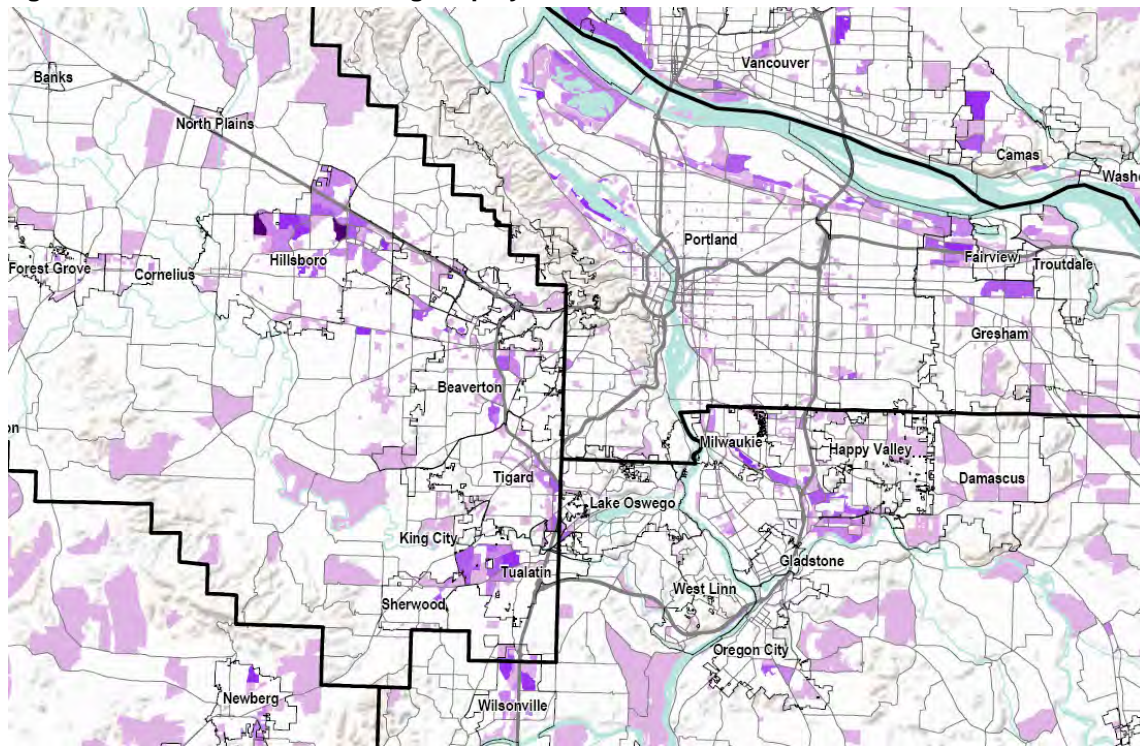 Vancouver
Banks
North Plains
Camas
Portland
Hillsboro
Fairview
Troutdale
Forest Grove
Cornelius
Gresham
Beaverton
Milwaukie
Happy Valley
Tigard
Damascus
Lake Oswego
King City
Gladstone
Tualatin
West Linn
Sherwood
Oregon City
Newberg
Wilsonville